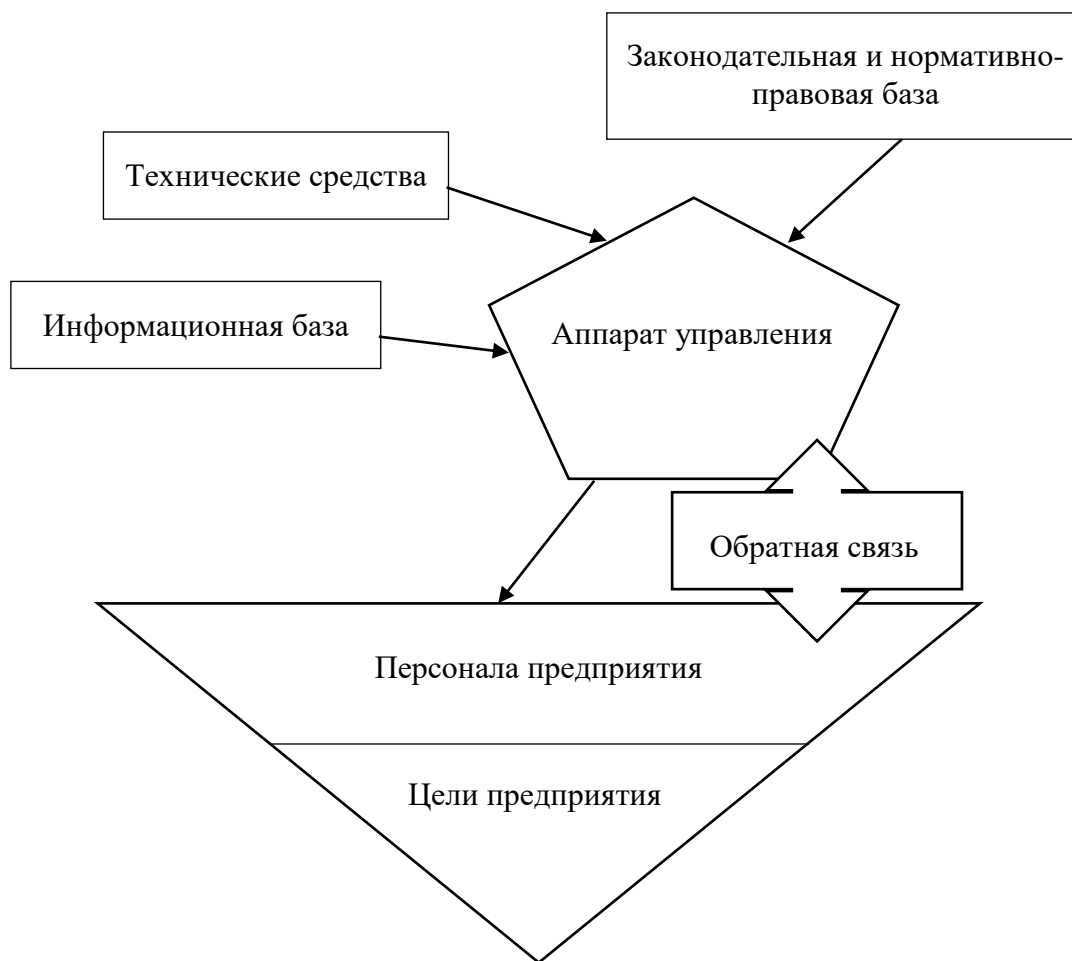 Законодательная и нормативно-
правовая база
Технические средства
Информационная база
Аппарат управления
Обратная связь
Персонала предприятия
Цели предприятия